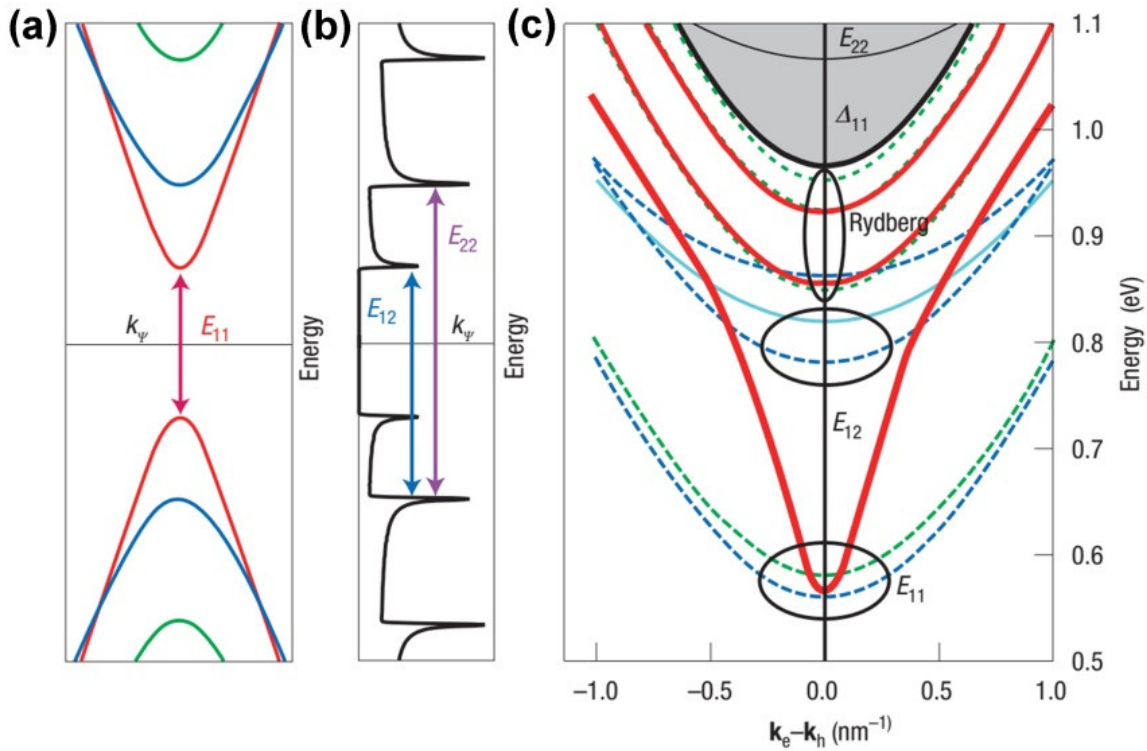 (a)
(b)
(c)
k_Ψ
E₁₁
Energy
E₂₂
E₁₂
k_Ψ
Energy
E₂₂
Δ₁₁
Rydberg
E₁₂
E₁₁
1.1
1.0
0.9
0.8
0.7
0.6
0.5
Energy (eV)
−1.0
−0.5
0.0
0.5
1.0
kₑ–kₕ (nm⁻¹)